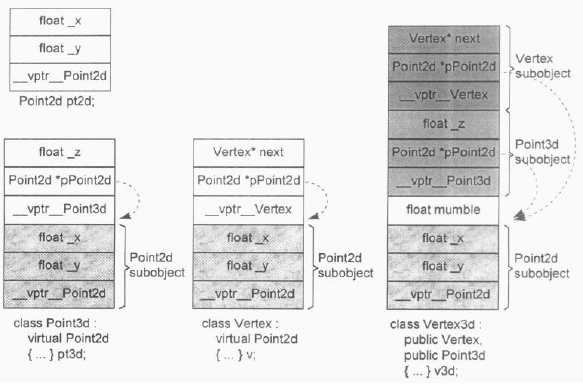 float _x
float _y
__vptr__Point2d
Point2d pt2d;
float _z
Point2d *pPoint2d
__vptr__Point3d
float _x
float _y
__vptr__Point2d
Point2d
subobject
class Point3d :
virtual Point2d
{ ... } pt3d;
Vertex* next
Point2d *pPoint2d
__vptr__Vertex
float _x
float _y
__vptr__Point2d
Point2d
subobject
class Vertex :
virtual Point2d
{ ... } v;
Vertex* next
Point2d *pPoint2d
__vptr__Vertex
Vertex
subobject
float _z
Point2d *pPoint2d
__vptr__Point3d
Point3d
subobject
float mumble
float _x
float _y
__vptr__Point2d
Point2d
subobject
class Vertex3d :
public Vertex,
public Point3d
{ ... } v3d;